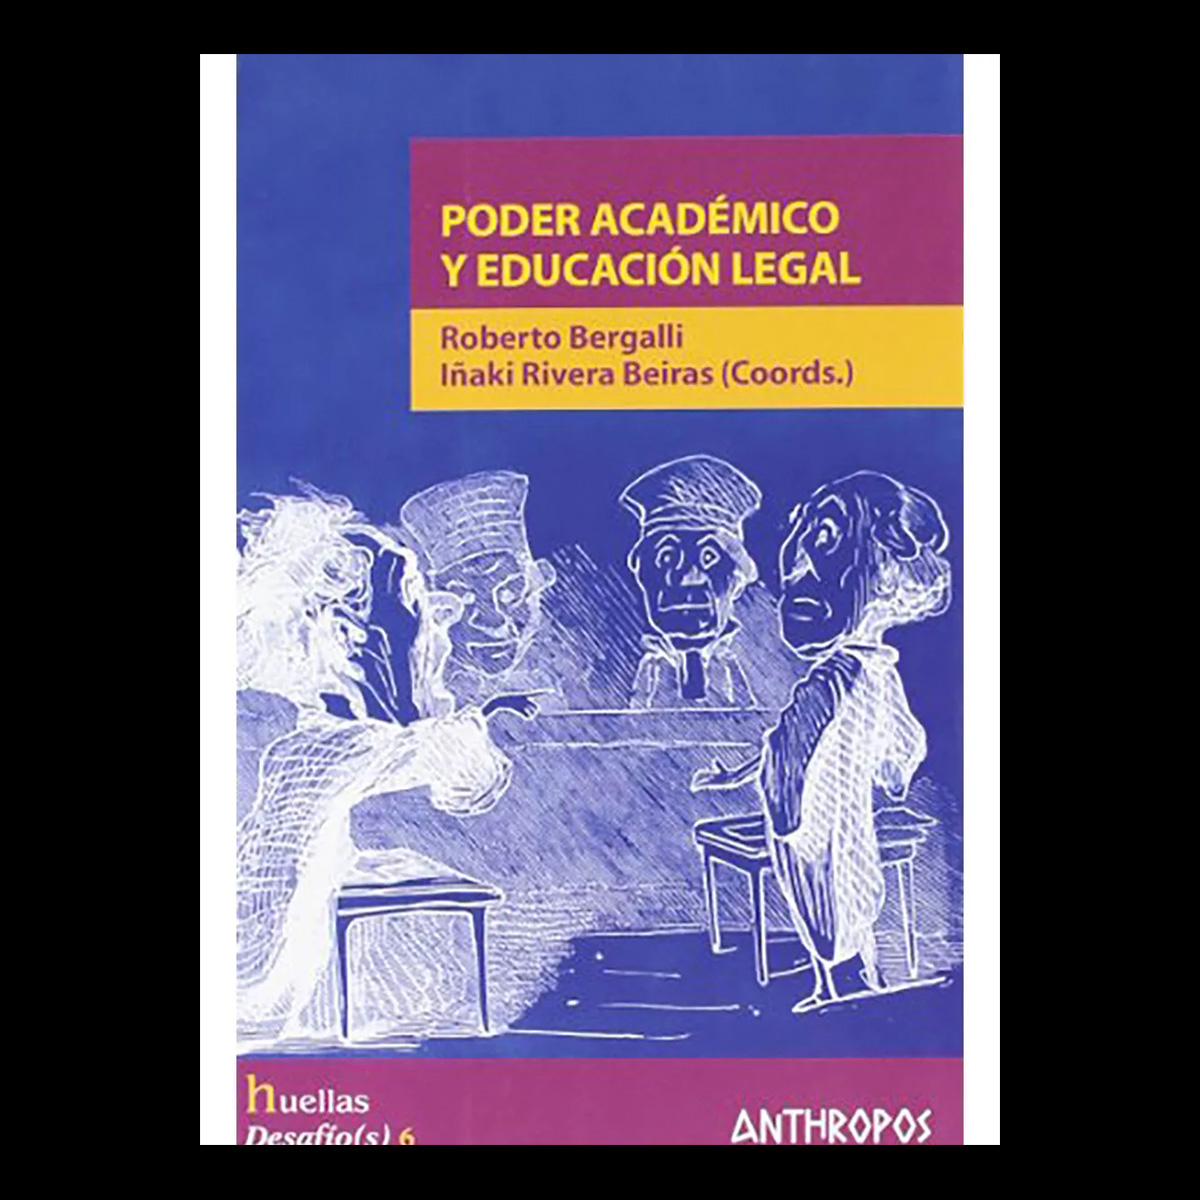 PODER ACADÉMICO
Y EDUCACIÓN LEGAL
Roberto Bergalli
Iñaki Rivera Beiras (Coords.)
huellas
Desafío(s) 6
ANTHROPOS